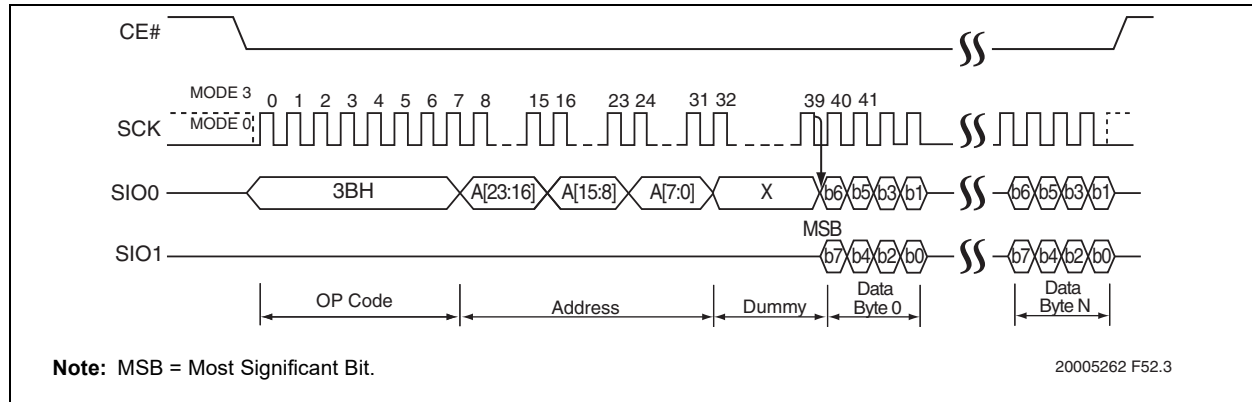 CE#
MODE 3
0 1 2 3 4 5 6 7 8 15 16 23 24 31 32 39 40 41
SCK
MODE 0
SIO0
3BH
A[23:16]
A[15:8]
A[7:0]
X
b6 b5 b3 b1
b6 b5 b3 b1
MSB
SIO1
b7 b4 b2 b0
b7 b4 b2 b0
OP Code
Address
Dummy
Data
Byte 0
Data
Byte N
Note: MSB = Most Significant Bit.
20005262 F52.3